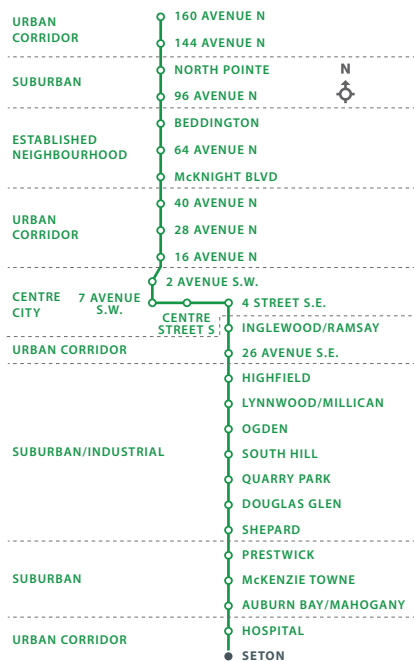 URBAN
CORRIDOR
160 AVENUE N
144 AVENUE N
SUBURBAN
NORTH POINTE
96 AVENUE N
N
ESTABLISHED
NEIGHBOURHOOD
BEDDINGTON
64 AVENUE N
McKNIGHT BLVD
URBAN
CORRIDOR
40 AVENUE N
28 AVENUE N
16 AVENUE N
CENTRE
CITY
2 AVENUE S.W.
7 AVENUE
S.W.
CENTRE
STREET S
4 STREET S.E.
URBAN CORRIDOR
INGLEWOOD/RAMSAY
26 AVENUE S.E.
SUBURBAN/INDUSTRIAL
HIGHFIELD
LYNNWOOD/MILLICAN
OGDEN
SOUTH HILL
QUARRY PARK
DOUGLAS GLEN
SHEPARD
SUBURBAN
PRESTWICK
McKENZIE TOWNE
AUBURN BAY/MAHOGANY
URBAN CORRIDOR
HOSPITAL
SETON